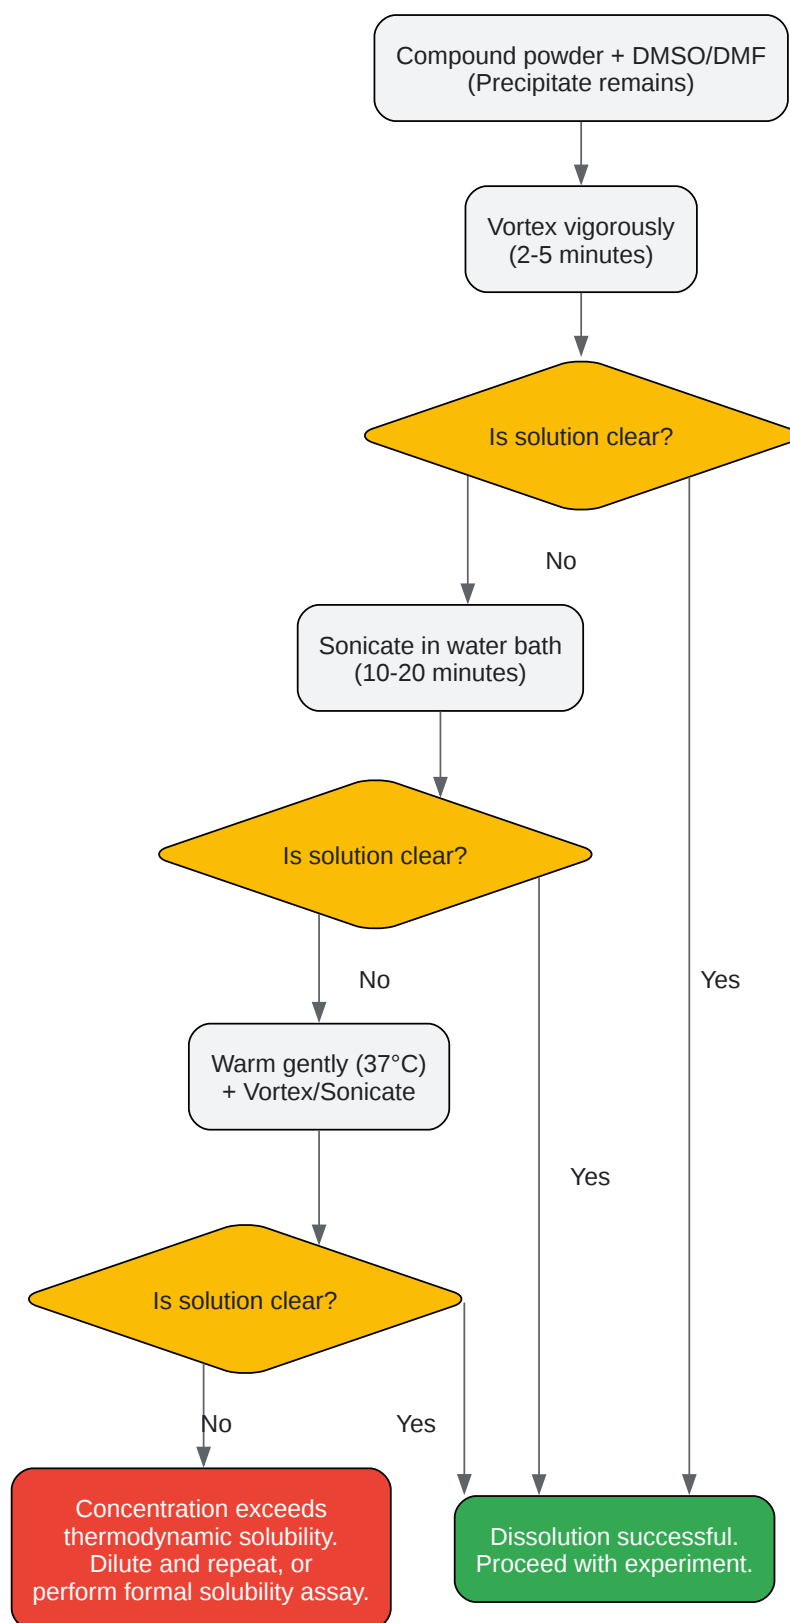 Compound powder + DMSO/DMF
(Precipitate remains)
Vortex vigorously
(2-5 minutes)
Is solution clear?
No
Sonicate in water bath
(10-20 minutes)
Is solution clear?
No
Yes
Warm gently (37°C)
+ Vortex/Sonicate
Yes
Is solution clear?
No
Yes
Concentration exceeds
thermodynamic solubility.
Dilute and repeat, or
perform formal solubility assay.
Dissolution successful.
Proceed with experiment.